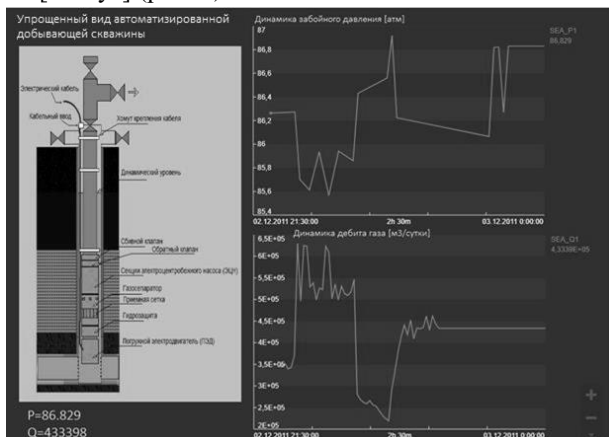 Упрощенный вид автоматизированной
добывающей скважины
Электрический кабель
Кабельный ввод
Хомут крепления кабеля
Динамический уровень
Сбивной клапан
Обратный клапан
Секции электроцентробежного насоса (ЭЦН)
Газосепаратор
Приемная сетка
Гидрозащита
Погружной электродвигатель (ПЭД)
P=86.829
Q=433398
Динамика забойного давления [атм]
87
86,8
86,6
86,4
86,2
86
85,8
85,6
85,4
02.12.2011 21:30:00
2h 30m
03.12.2011 0:00:00
SEA_P1
86,829
Динамика дебита газа [м3/сутки]
6,5E+05
6E+05
5,5E+05
5E+05
4,5E+05
4E+05
3,5E+05
3E+05
2,5E+05
2E+05
02.12.2011 21:30:00
2h 30m
03.12.2011 0:00:00
SEA_Q1
4,3339E+05